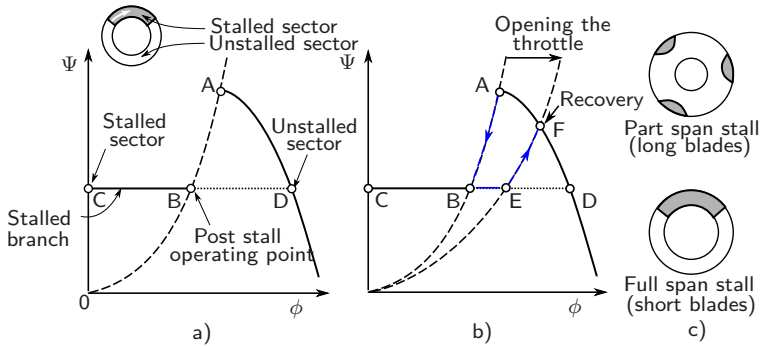 Stalled sector
Unstalled sector
Ψ
A
Stalled
sector
Unstalled
sector
C
B
D
Stalled
branch
Post stall
operating point
0
ϕ
a)
Opening the
throttle
Ψ
A
Recovery
F
C
B
E
D
ϕ
b)
Part span stall
(long blades)
Full span stall
(short blades)
c)